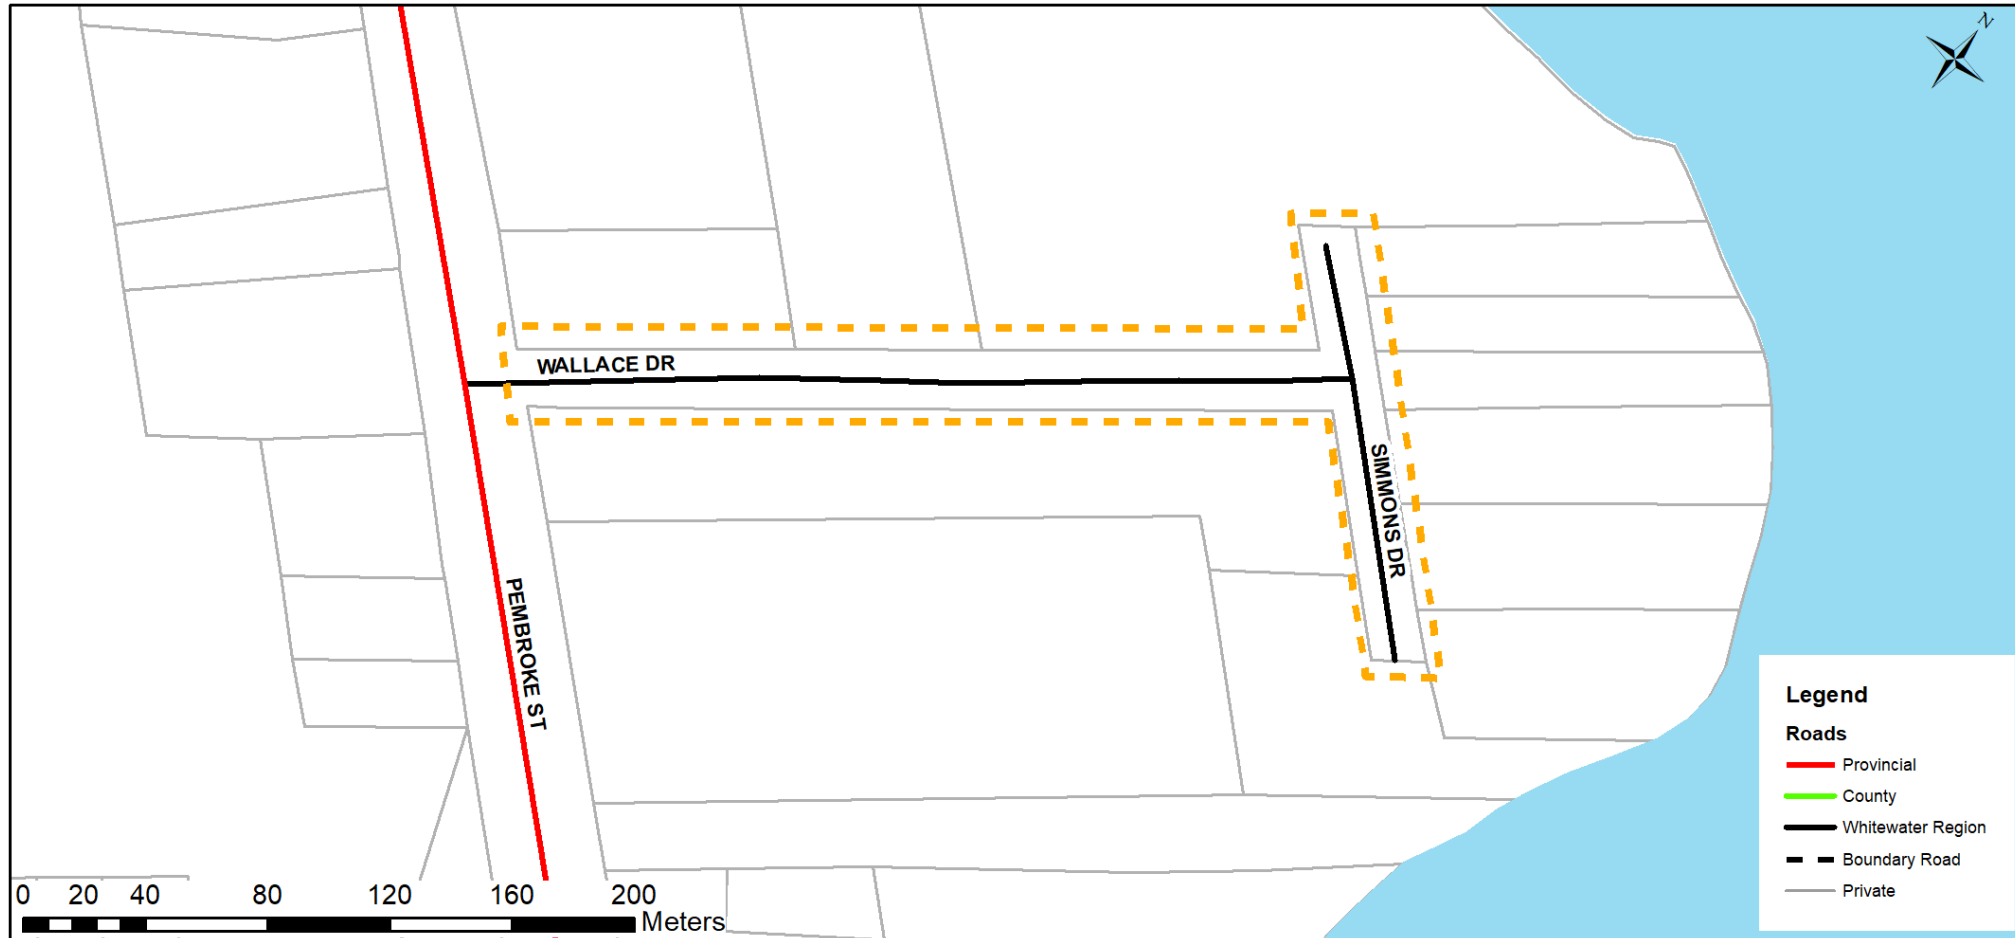 N
WALLACE DR
SIMMONS DR
PEMBROKE ST
Legend
Roads
Provincial
County
Whitewater Region
Boundary Road
Private
0 20 40 80 120 160 200
Meters